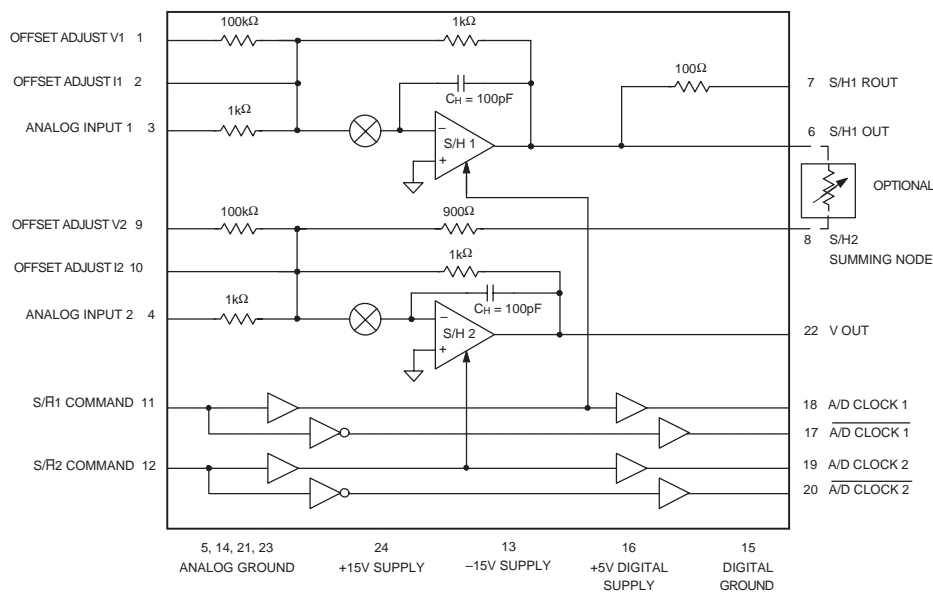 100kΩ
1kΩ
OFFSET ADJUST V1 1
100Ω
OFFSET ADJUST I1 2
7 S/H1 ROUT
CH = 100pF
1kΩ
ANALOG INPUT 1 3
6 S/H1 OUT
–
S/H 1
+
OPTIONAL
100kΩ
900Ω
OFFSET ADJUST V2 9
8 S/H2
SUMMING NODE
1kΩ
OFFSET ADJUST I2 10
1kΩ
CH = 100pF
ANALOG INPUT 2 4
–
S/H 2
+
22 V OUT
S/H1 COMMAND 11
18 A/D CLOCK 1
17 A/D CLOCK 1
S/H2 COMMAND 12
19 A/D CLOCK 2
20 A/D CLOCK 2
5, 14, 21, 23
ANALOG GROUND
24
+15V SUPPLY
13
–15V SUPPLY
16
+5V DIGITAL
SUPPLY
15
DIGITAL
GROUND